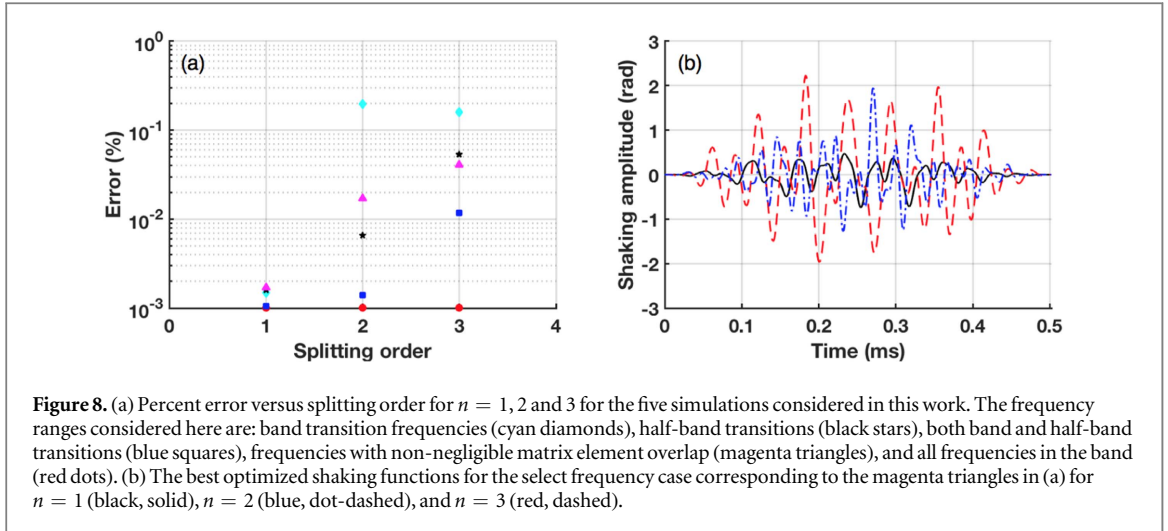 10⁰
10⁻¹
10⁻²
10⁻³
Error (%)
(a)
0 1 2 3 4
Splitting order
3
2
1
0
-1
-2
-3
Shaking amplitude (rad)
(b)
0 0.1 0.2 0.3 0.4 0.5
Time (ms)
Figure 8. (a) Percent error versus splitting order for n = 1, 2 and 3 for the five simulations considered in this work. The frequency
ranges considered here are: band transition frequencies (cyan diamonds), half-band transitions (black stars), both band and half-band
transitions (blue squares), frequencies with non-negligible matrix element overlap (magenta triangles), and all frequencies in the band
(red dots). (b) The best optimized shaking functions for the select frequency case corresponding to the magenta triangles in (a) for
n = 1 (black, solid), n = 2 (blue, dot-dashed), and n = 3 (red, dashed).